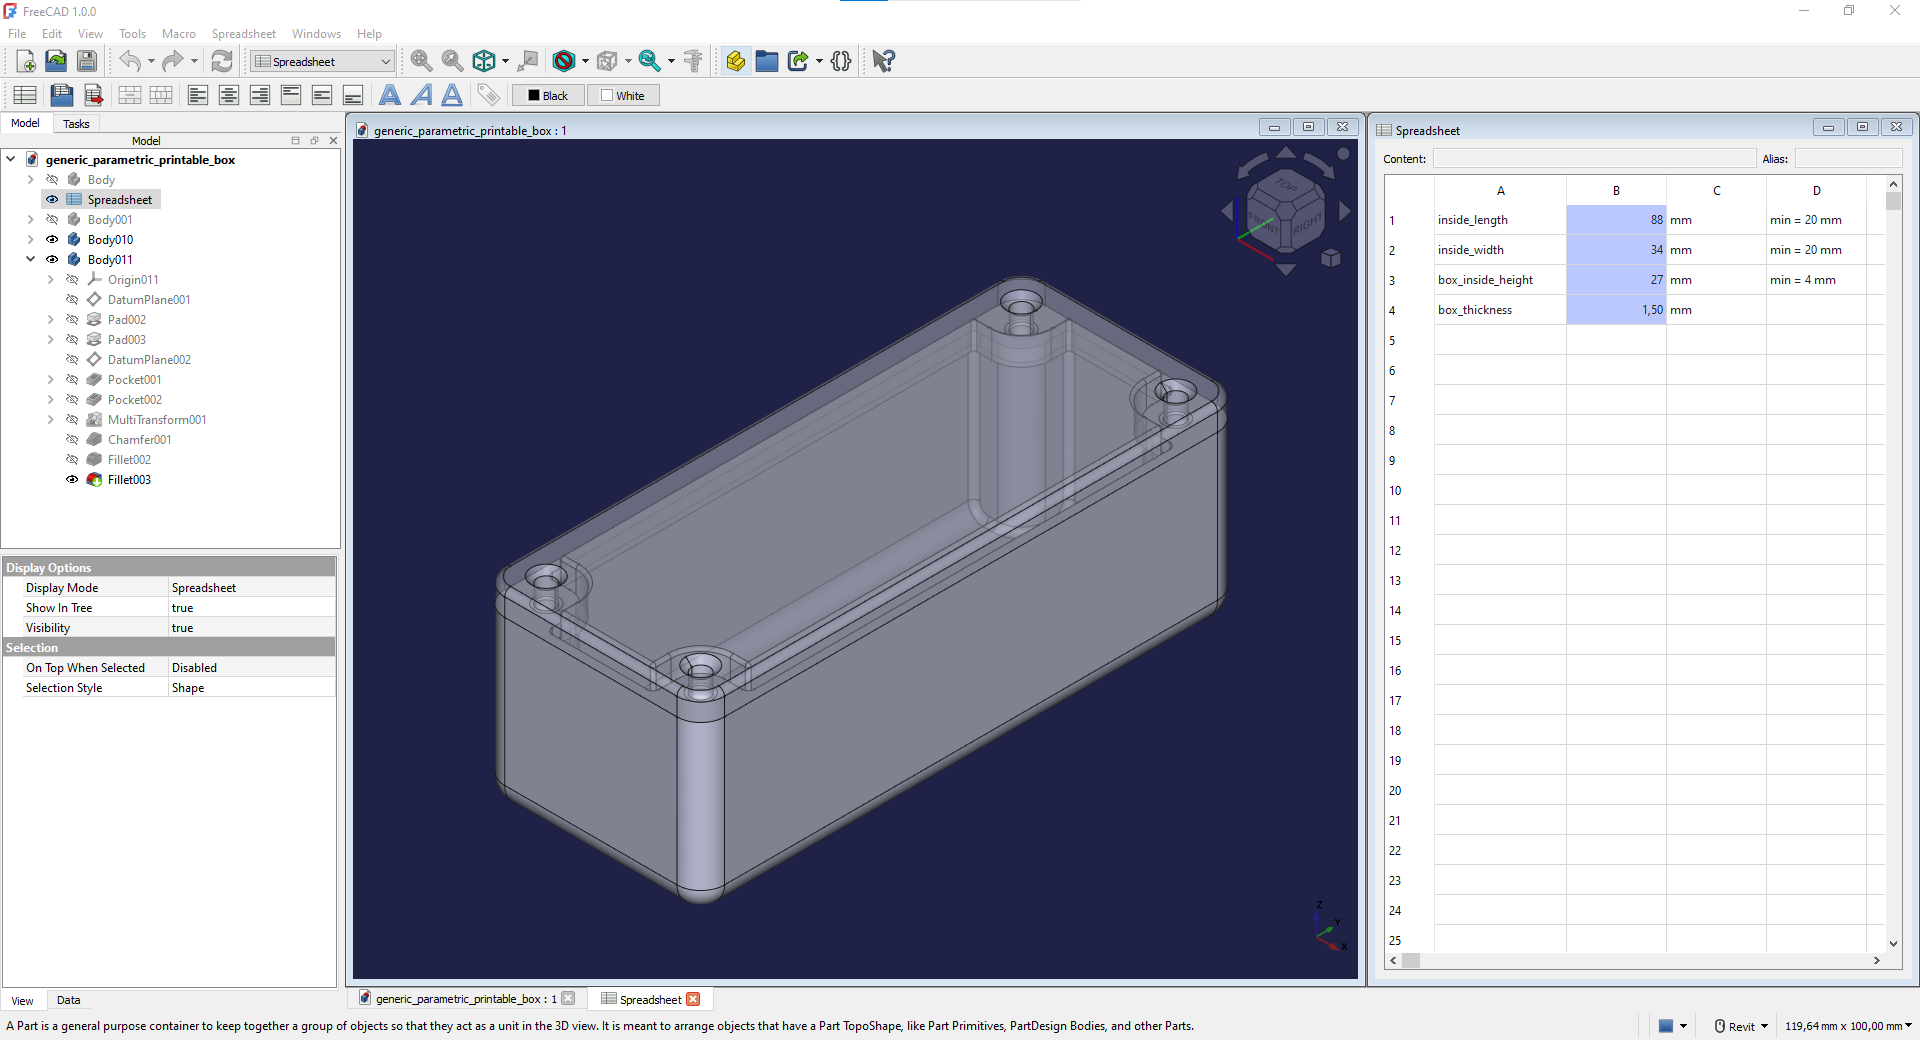 FreeCAD 1.0.0
File Edit View Tools Macro Spreadsheet Windows Help
Spreadsheet
Black White
Model Tasks
Model
generic_parametric_printable_box
Body
Spreadsheet
Body001
Body010
Body011
Origin011
DatumPlane001
Pad002
Pad003
DatumPlane002
Pocket001
Pocket002
MultiTransform001
Chamfer001
Fillet002
Fillet003
Display Options
Display Mode Spreadsheet
Show In Tree true
Visibility true
Selection
On Top When Selected Disabled
Selection Style Shape
View Data
generic_parametric_printable_box : 1
TOP
FRONT
RIGHT
Z
Y
X
Spreadsheet
Content: Alias:
A B C D
1 inside_length 88 mm min = 20 mm
2 inside_width 34 mm min = 20 mm
3 box_inside_height 27 mm min = 4 mm
4 box_thickness 1,50 mm
5
6
7
8
9
10
11
12
13
14
15
16
17
18
19
20
21
22
23
24
25
generic_parametric_printable_box : 1 Spreadsheet
A Part is a general purpose container to keep together a group of objects so that they act as a unit in the 3D view. It is meant to arrange objects that have a Part TopoShape, like Part Primitives, PartDesign Bodies, and other Parts.
Revit 119,64 mm x 100,00 mm